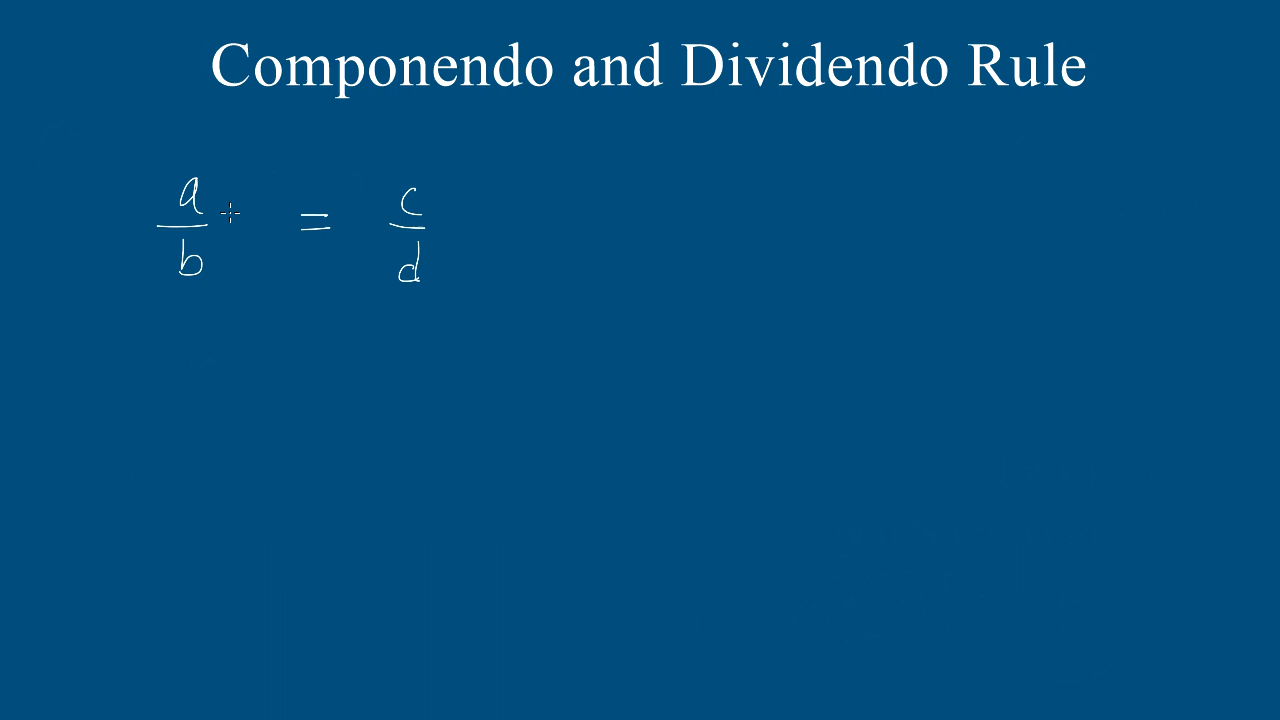 Componendo and Dividendo Rule
a/b = c/d